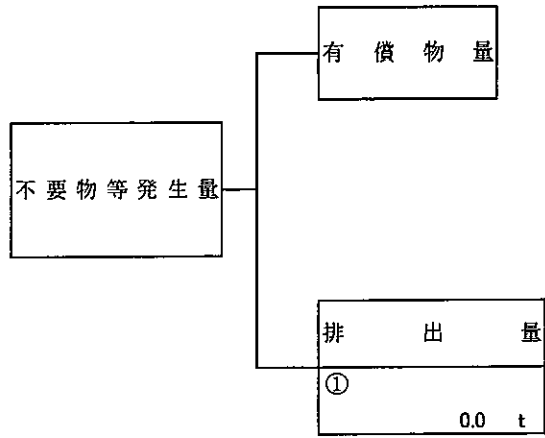 有償物量
不要物等発生量
排出量
①
0.0 t